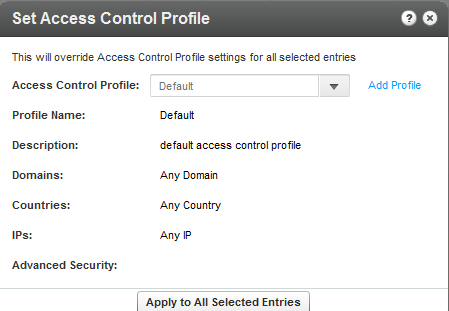 Set Access Control Profile ? x
This will override Access Control Profile settings for all selected entries
Access Control Profile: Default Add Profile
Profile Name: Default
Description: default access control profile
Domains: Any Domain
Countries: Any Country
IPs: Any IP
Advanced Security:
Apply to All Selected Entries